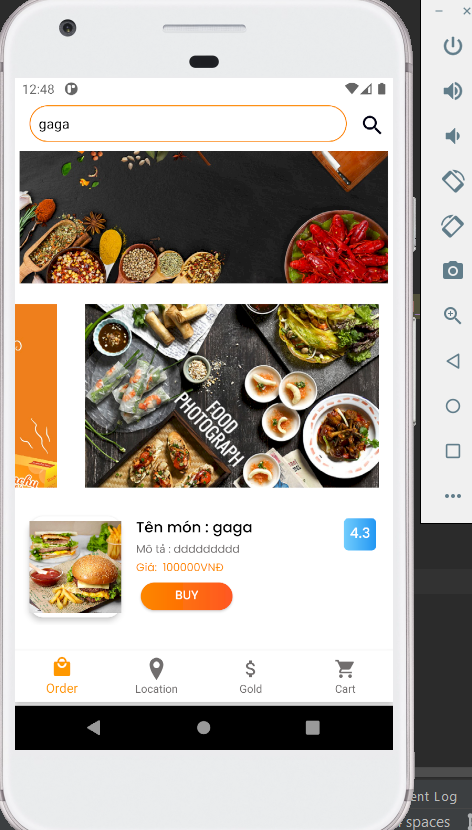 12:48
gaga
FOOD
PHOTOGRAPH
Tên món : gaga
4.3
Mô tả : ddddddddd
Giá: 100000VNĐ
BUY
Order
Location
Gold
Cart
ent Log
spaces